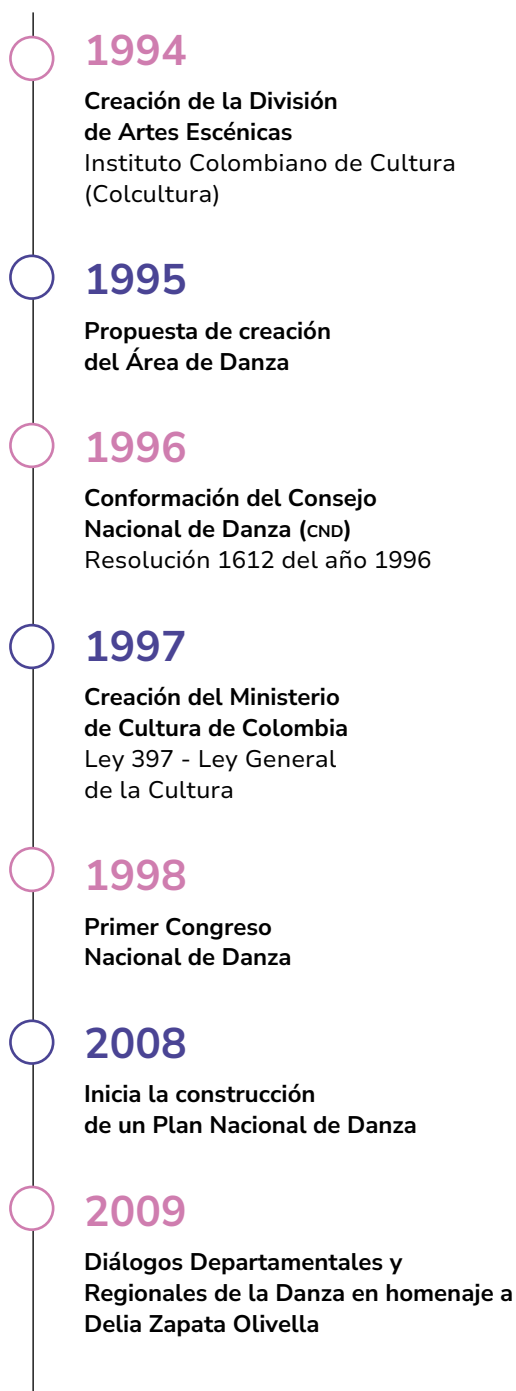 1994
Creación de la División
de Artes Escénicas
Instituto Colombiano de Cultura
(Colcultura)
1995
Propuesta de creación
del Área de Danza
1996
Conformación del Consejo
Nacional de Danza (CND)
Resolución 1612 del año 1996
1997
Creación del Ministerio
de Cultura de Colombia
Ley 397 - Ley General
de la Cultura
1998
Primer Congreso
Nacional de Danza
2008
Inicia la construcción
de un Plan Nacional de Danza
2009
Diálogos Departamentales y
Regionales de la Danza en homenaje a
Delia Zapata Olivella